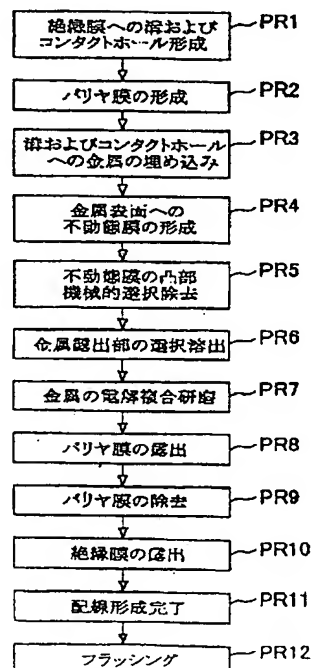 絶縁膜への溝および
コンタクトホール形成
PR1
バリヤ膜の形成
PR2
溝およびコンタクトホール
への金属の埋め込み
PR3
金属表面への
不動態膜の形成
PR4
不動態膜の凸部
機械的選択除去
PR5
金属露出部の選択溶出
PR6
金属の電解複合研磨
PR7
バリヤ膜の露出
PR8
バリヤ膜の除去
PR9
絶縁膜の露出
PR10
配線形成完了
PR11
フラッシング
PR12